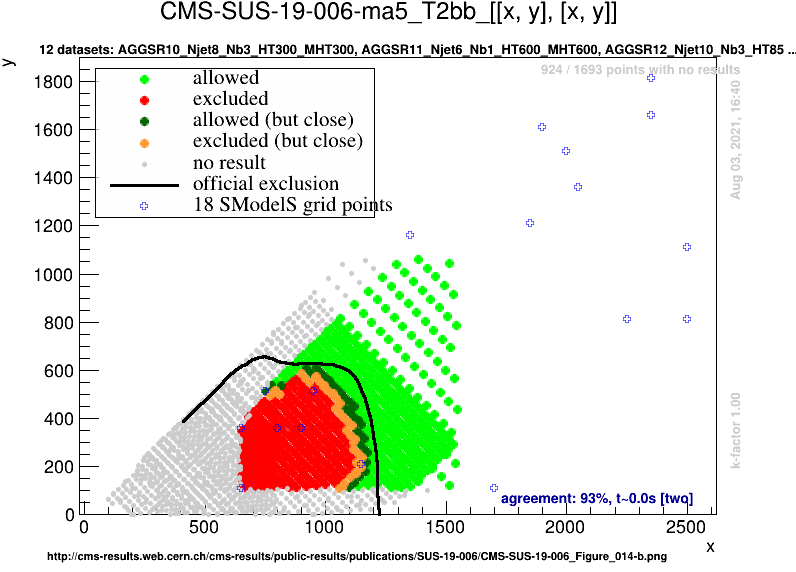 CMS-SUS-19-006-ma5_T2bb_[[x, y], [x, y]]
12 datasets: AGGSR10_Njet8_Nb3_HT300_MHT300, AGGSR11_Njet6_Nb1_HT600_MHT600, AGGSR12_Njet10_Nb3_HT85 ...
y
924 / 1693 points with no results
allowed
excluded
allowed (but close)
excluded (but close)
no result
official exclusion
18 SModelS grid points
Aug 03, 2021, 16:40
k-factor 1.00
1800
1600
1400
1200
1000
800
600
400
200
0
agreement: 93%, t~0.0s [two]
0 500 1000 1500 2000 2500
x
http://cms-results.web.cern.ch/cms-results/public-results/publications/SUS-19-006/CMS-SUS-19-006_Figure_014-b.png